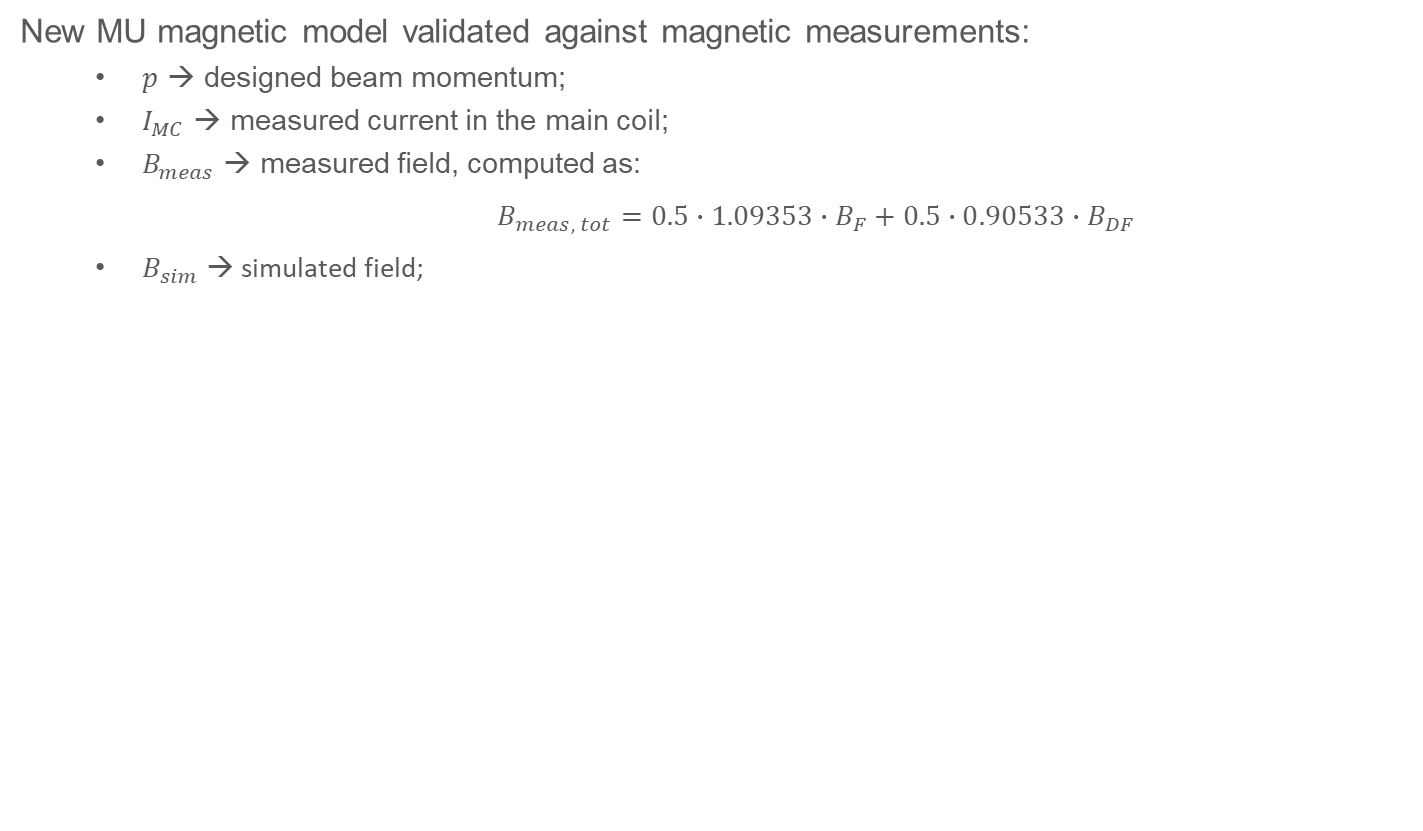 New MU magnetic model validated against magnetic measurements:
• p → designed beam momentum;
• I_MC → measured current in the main coil;
• B_meas → measured field, computed as:
B_meas, tot = 0.5 · 1.09353 · B_F + 0.5 · 0.90533 · B_DF
• B_sim → simulated field;